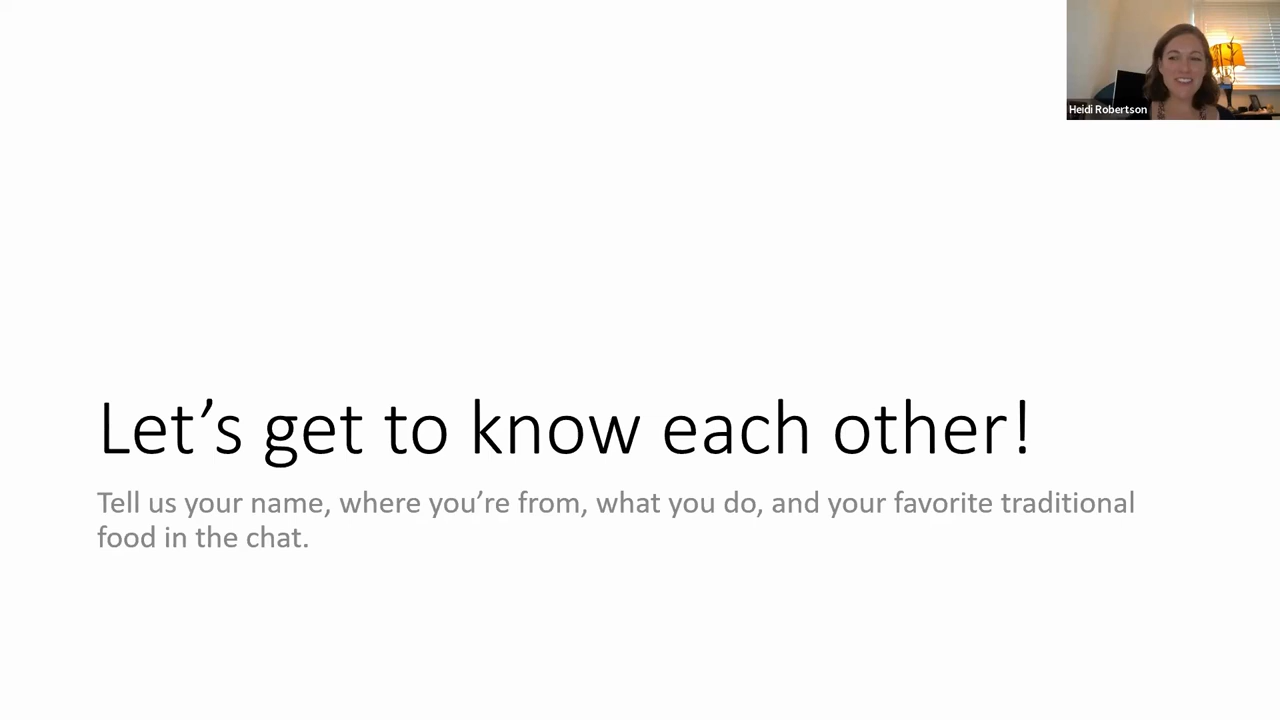 Heidi Robertson
Let’s get to know each other!
Tell us your name, where you’re from, what you do, and your favorite traditional
food in the chat.